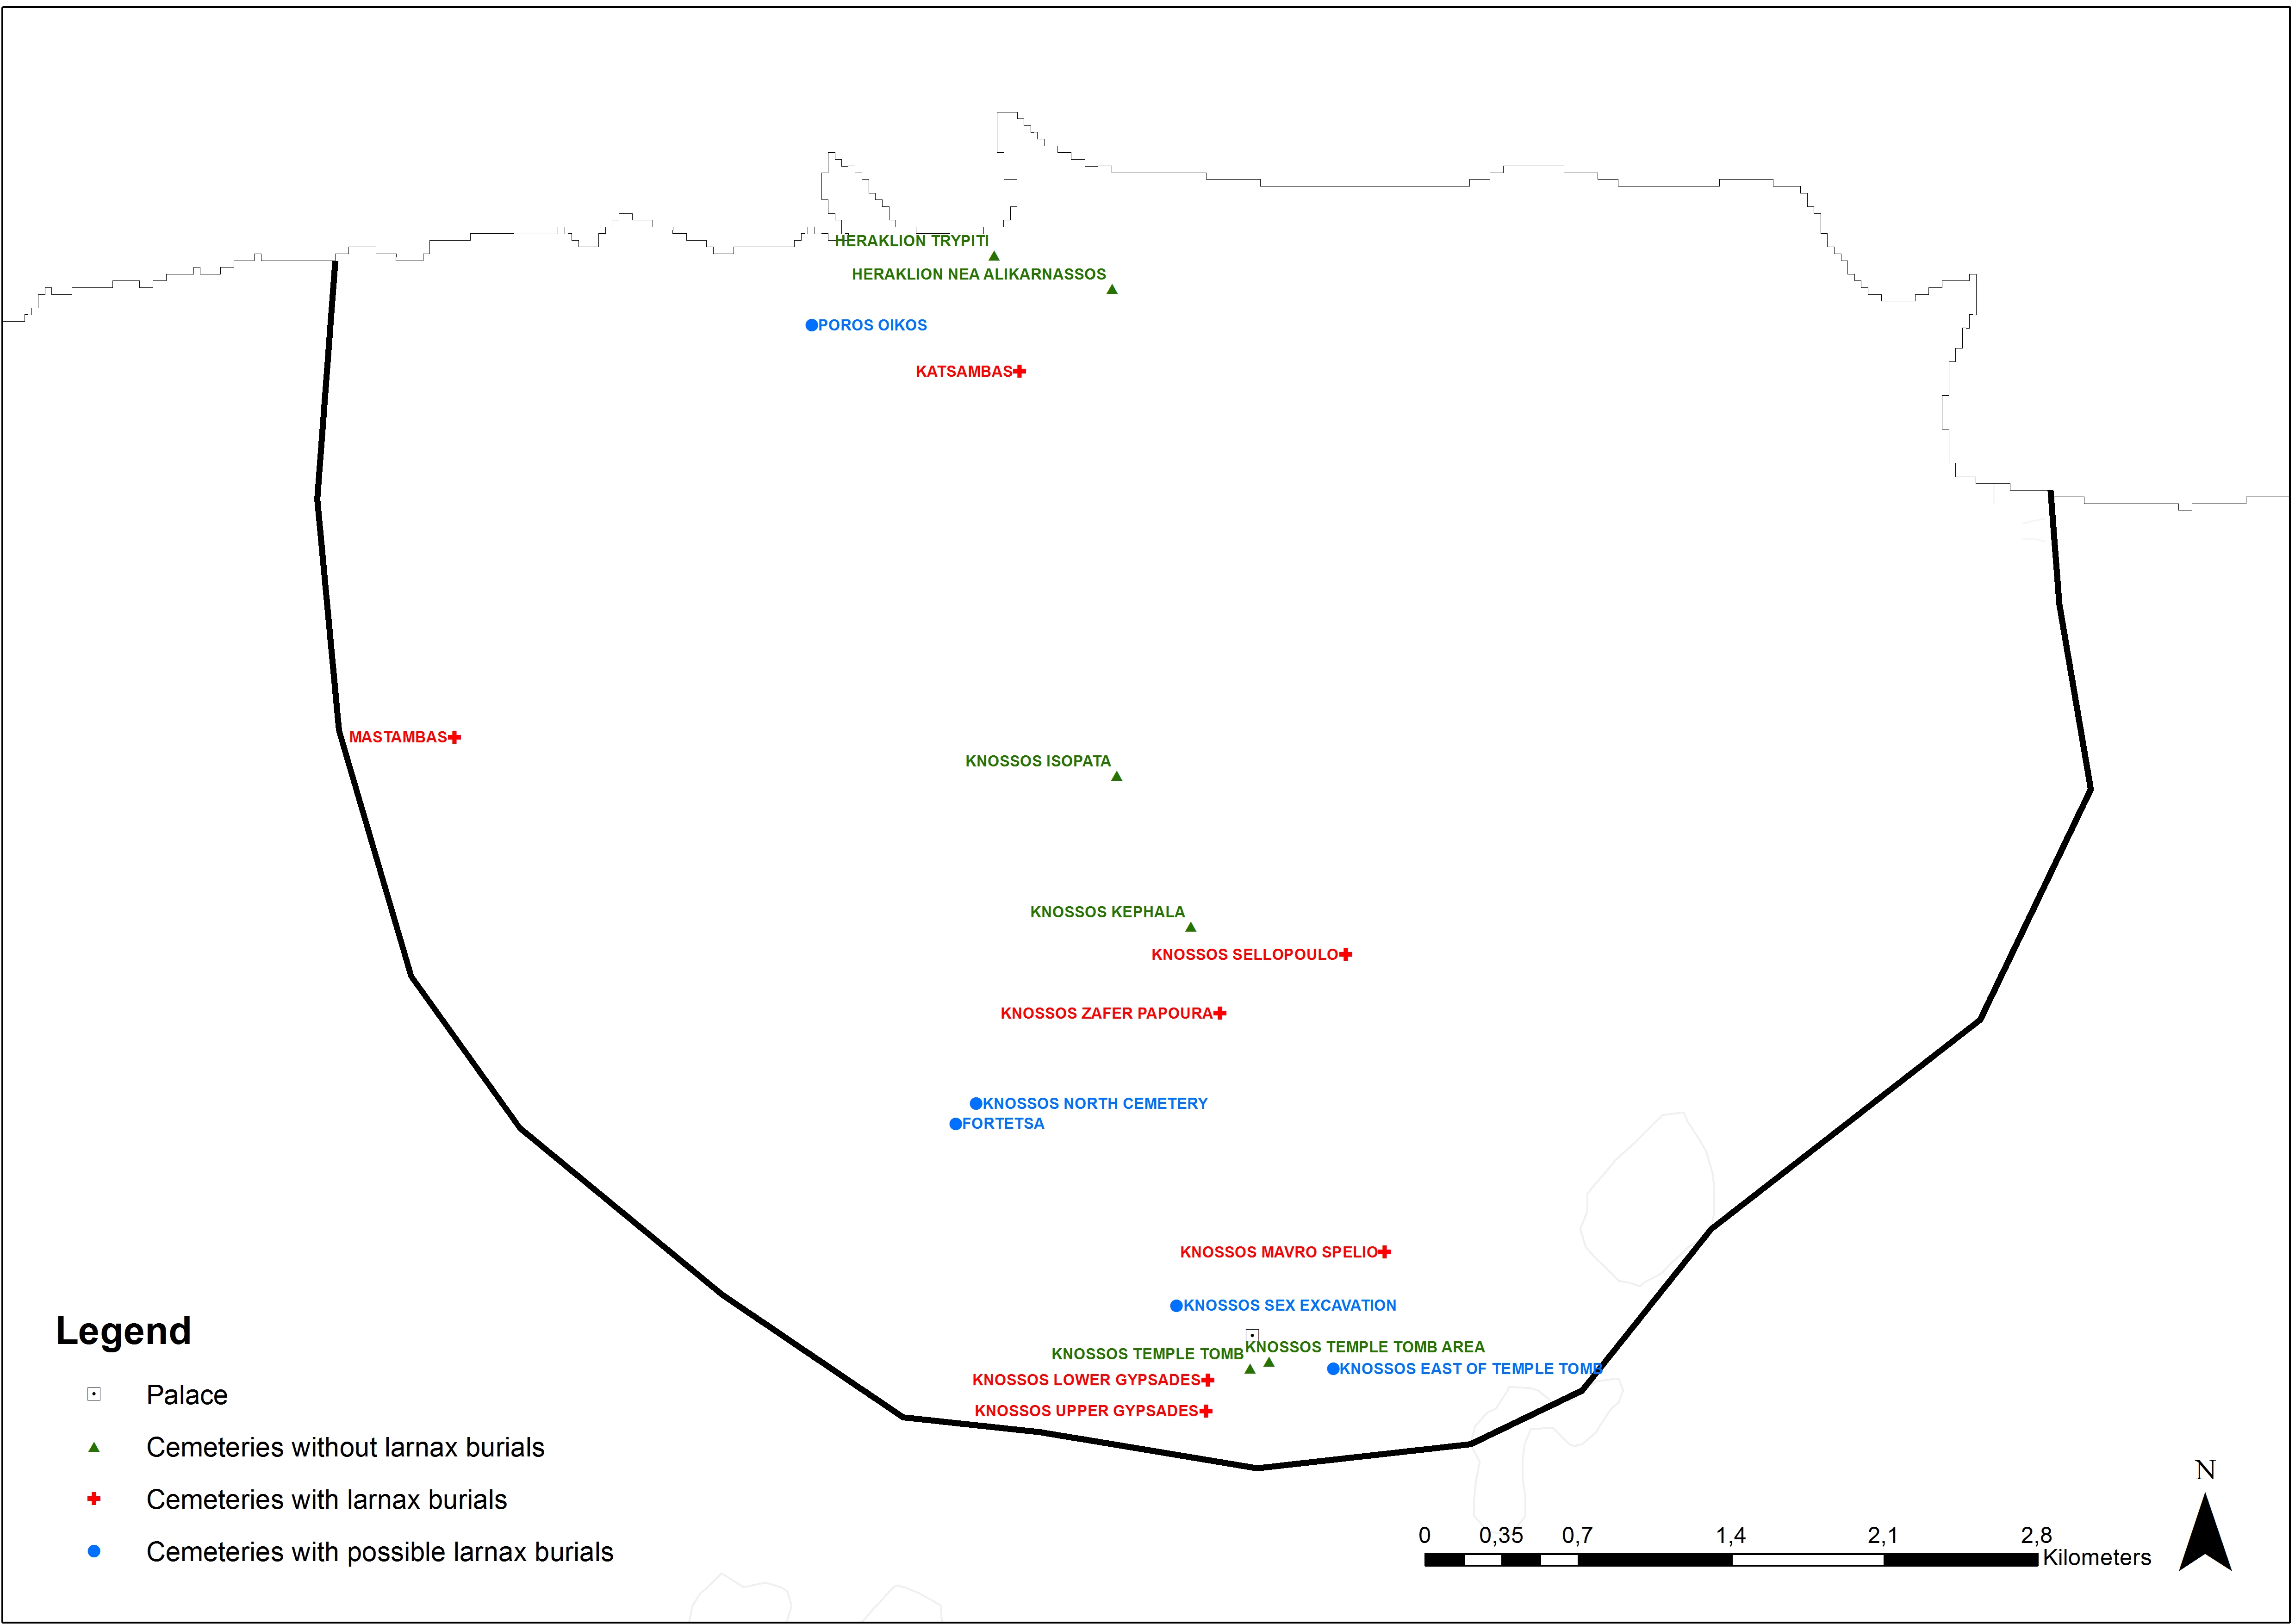 HERAKLION TRYPITI
HERAKLION NEA ALIKARNASSOS
POROS OIKOS
KATSAMBAS
MASTAMBAS
KNOSSOS ISOPATA
KNOSSOS KEPHALA
KNOSSOS SELLOPOULO
KNOSSOS ZAFER PAPOURA
KNOSSOS NORTH CEMETERY
FORTETSA
KNOSSOS MAVRO SPELIO
KNOSSOS SEX EXCAVATION
KNOSSOS TEMPLE TOMB AREA
KNOSSOS TEMPLE TOMB
KNOSSOS EAST OF TEMPLE TOMB
KNOSSOS LOWER GYPSADES
KNOSSOS UPPER GYPSADES
Legend
Palace
Cemeteries without larnax burials
Cemeteries with larnax burials
Cemeteries with possible larnax burials
N
0 0,35 0,7 1,4 2,1 2,8
Kilometers